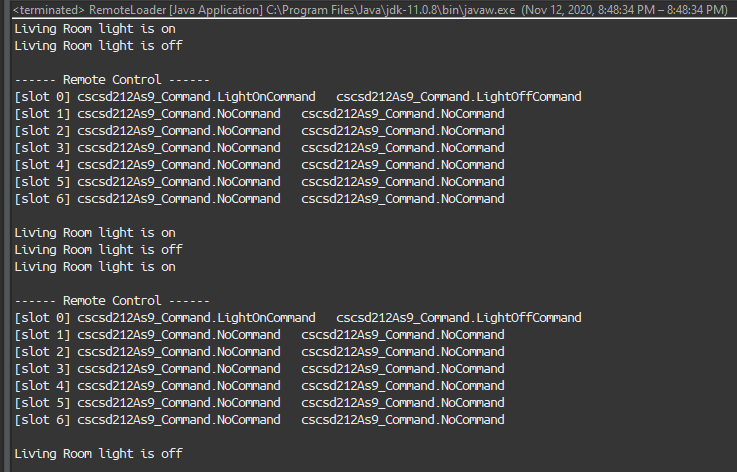 <terminated> RemoteLoader [Java Application] C:\Program Files\Java\jdk-11.0.8\bin\javaw.exe (Nov 12, 2020, 8:48:34 PM – 8:48:34 PM)
Living Room light is on
Living Room light is off

------ Remote Control ------
[slot 0] cscsd212As9_Command.LightOnCommand   cscsd212As9_Command.LightOffCommand
[slot 1] cscsd212As9_Command.NoCommand   cscsd212As9_Command.NoCommand
[slot 2] cscsd212As9_Command.NoCommand   cscsd212As9_Command.NoCommand
[slot 3] cscsd212As9_Command.NoCommand   cscsd212As9_Command.NoCommand
[slot 4] cscsd212As9_Command.NoCommand   cscsd212As9_Command.NoCommand
[slot 5] cscsd212As9_Command.NoCommand   cscsd212As9_Command.NoCommand
[slot 6] cscsd212As9_Command.NoCommand   cscsd212As9_Command.NoCommand

Living Room light is on
Living Room light is off
Living Room light is on

------ Remote Control ------
[slot 0] cscsd212As9_Command.LightOnCommand   cscsd212As9_Command.LightOffCommand
[slot 1] cscsd212As9_Command.NoCommand   cscsd212As9_Command.NoCommand
[slot 2] cscsd212As9_Command.NoCommand   cscsd212As9_Command.NoCommand
[slot 3] cscsd212As9_Command.NoCommand   cscsd212As9_Command.NoCommand
[slot 4] cscsd212As9_Command.NoCommand   cscsd212As9_Command.NoCommand
[slot 5] cscsd212As9_Command.NoCommand   cscsd212As9_Command.NoCommand
[slot 6] cscsd212As9_Command.NoCommand   cscsd212As9_Command.NoCommand

Living Room light is off